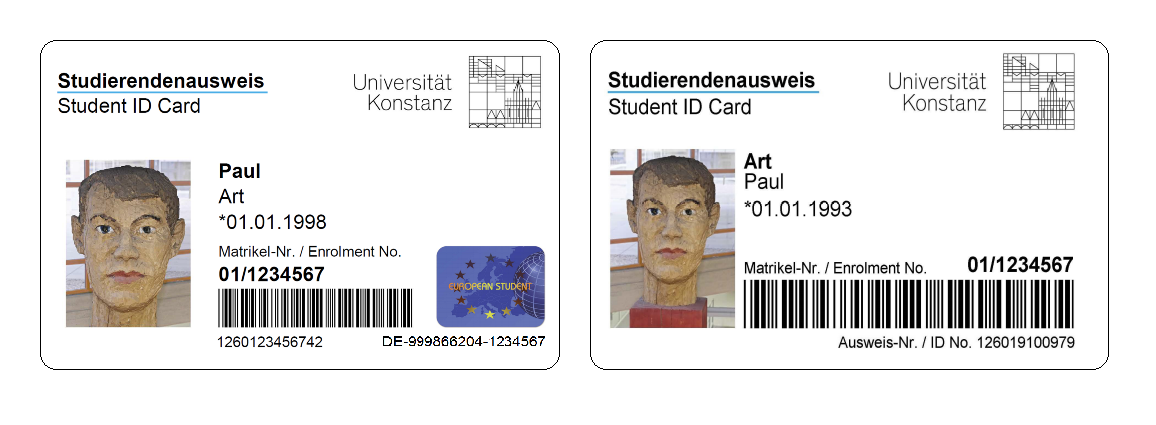 Studierendenausweis
Student ID Card
Universität
Konstanz
Paul
Art
*01.01.1998
Matrikel-Nr. / Enrolment No.
01/1234567
EUROPEAN STUDENT
1260123456742
DE-999866204-1234567
Studierendenausweis
Student ID Card
Universität
Konstanz
Art
Paul
*01.01.1993
Matrikel-Nr. / Enrolment No. 01/1234567
Ausweis-Nr. / ID No. 126019100979